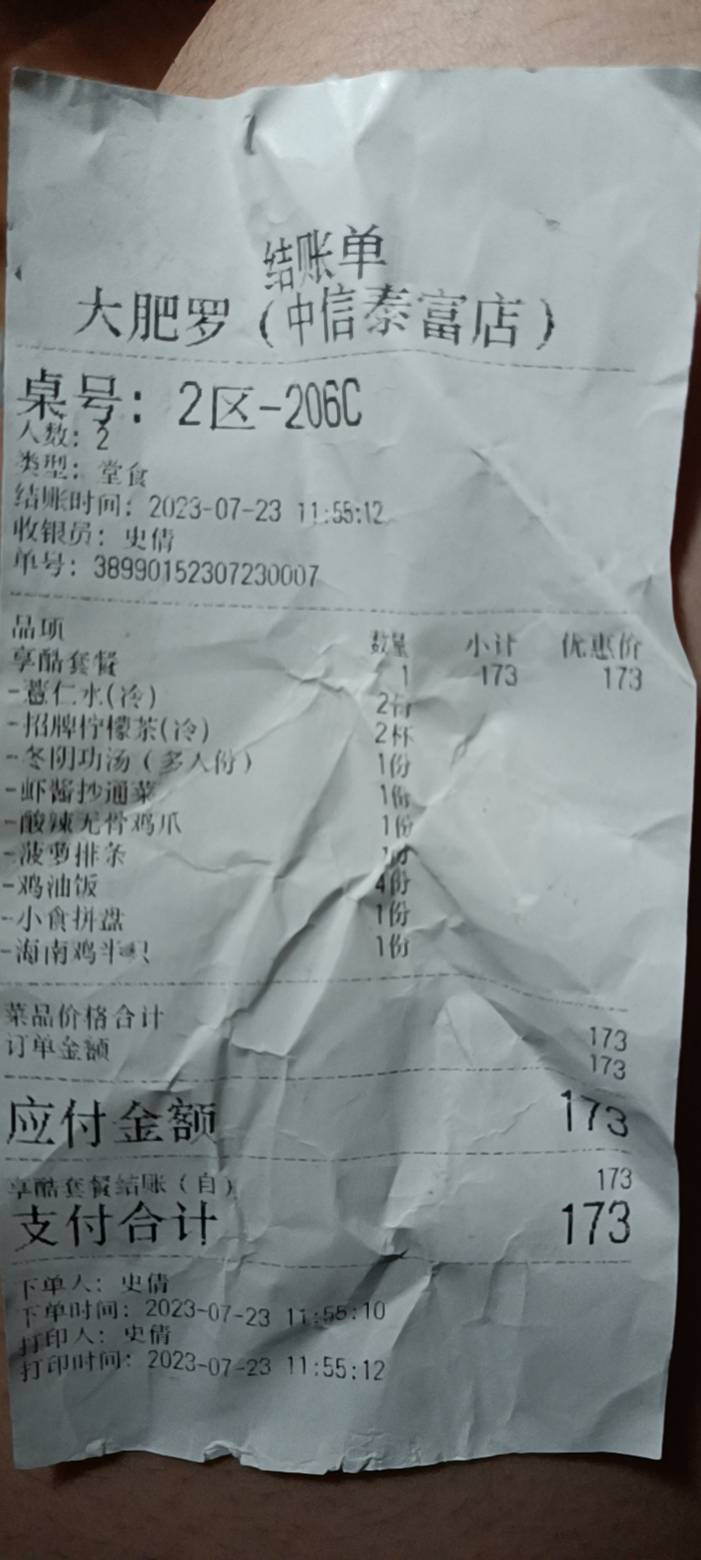 结账单
大肥罗（中信泰富店）
桌号：2区-206C
人数：2
类型：堂食
结账时间：2023-07-23 11:55:12
收银员：史倩
单号：38990152307230007
品项 数量 小计 优惠价
享酷套餐 1 173 173
-薏仁水(冷) 2
-招牌柠檬茶(冷) 2杯
-冬阴功汤（多人份） 1份
-虾酱抄通菜 1份
-酸辣无骨鸡爪 1份
-菠萝排条 1份
-鸡油饭 4份
-小食拼盘 1份
-海南鸡半只 1份
菜品价格合计 173
订单金额 173
应付金额 173
享酷套餐结账（自） 173
支付合计 173
下单人：史倩
下单时间：2023-07-23 11:55:10
打印人：史倩
打印时间：2023-07-23 11:55:12